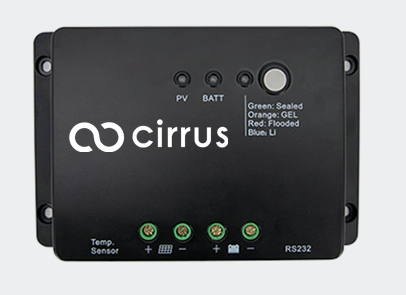 PV BATT
Green: Sealed
Orange: GEL
Red: Flooded
Blue: Li
cirrus
Temp.
Sensor
+ − + −
RS232